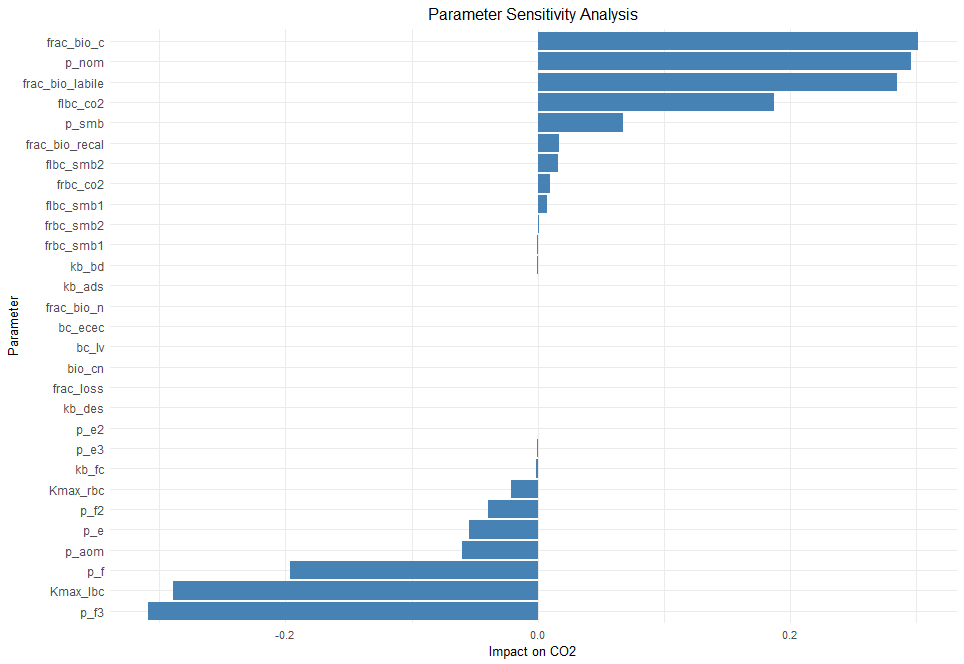 Parameter Sensitivity Analysis
Parameter
frac_bio_c
p_nom
frac_bio_labile
flbc_co2
p_smb
frac_bio_recal
flbc_smb2
frbc_co2
flbc_smb1
frbc_smb2
frbc_smb1
kb_bd
kb_ads
frac_bio_n
bc_ecec
bc_lv
bio_cn
frac_loss
kb_des
p_e2
p_e3
kb_fc
Kmax_rbc
p_f2
p_e
p_aom
p_f
Kmax_lbc
p_f3
-0.2 0.0 0.2
Impact on CO2